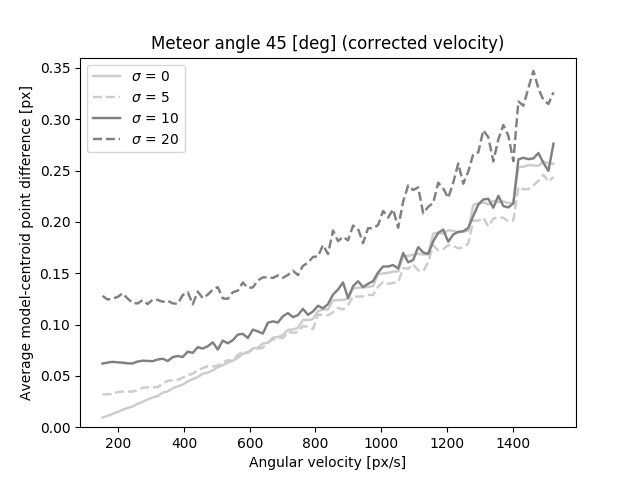 Meteor angle 45 [deg] (corrected velocity)
σ = 0
σ = 5
σ = 10
σ = 20
Average model-centroid point difference [px]
0.35
0.30
0.25
0.20
0.15
0.10
0.05
0.00
200 400 600 800 1000 1200 1400
Angular velocity [px/s]